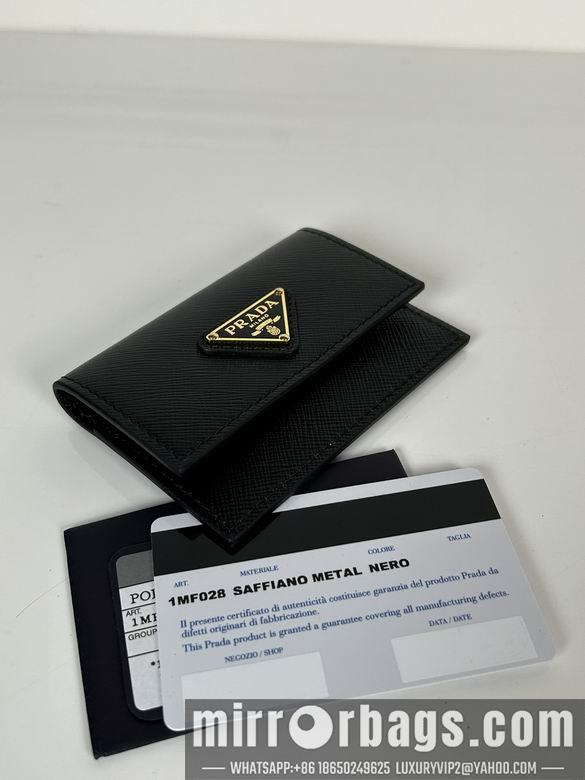 PRADA
MILANO
ART.
MATERIALE
COLORE
TAGLIA
1MF028 SAFFIANO METAL NERO
Il presente certificato di autenticità costituisce garanzia del prodotto Prada da
difetti originari di fabbricazione.
This Prada product is granted a guarantee covering all manufacturing defects.
NEGOZIO / SHOP
DATA / DATE
ART.
GROUP
mirrorbags.com
WHATSAPP:+86 18650249625 LUXURYVIP2@YAHOO.COM